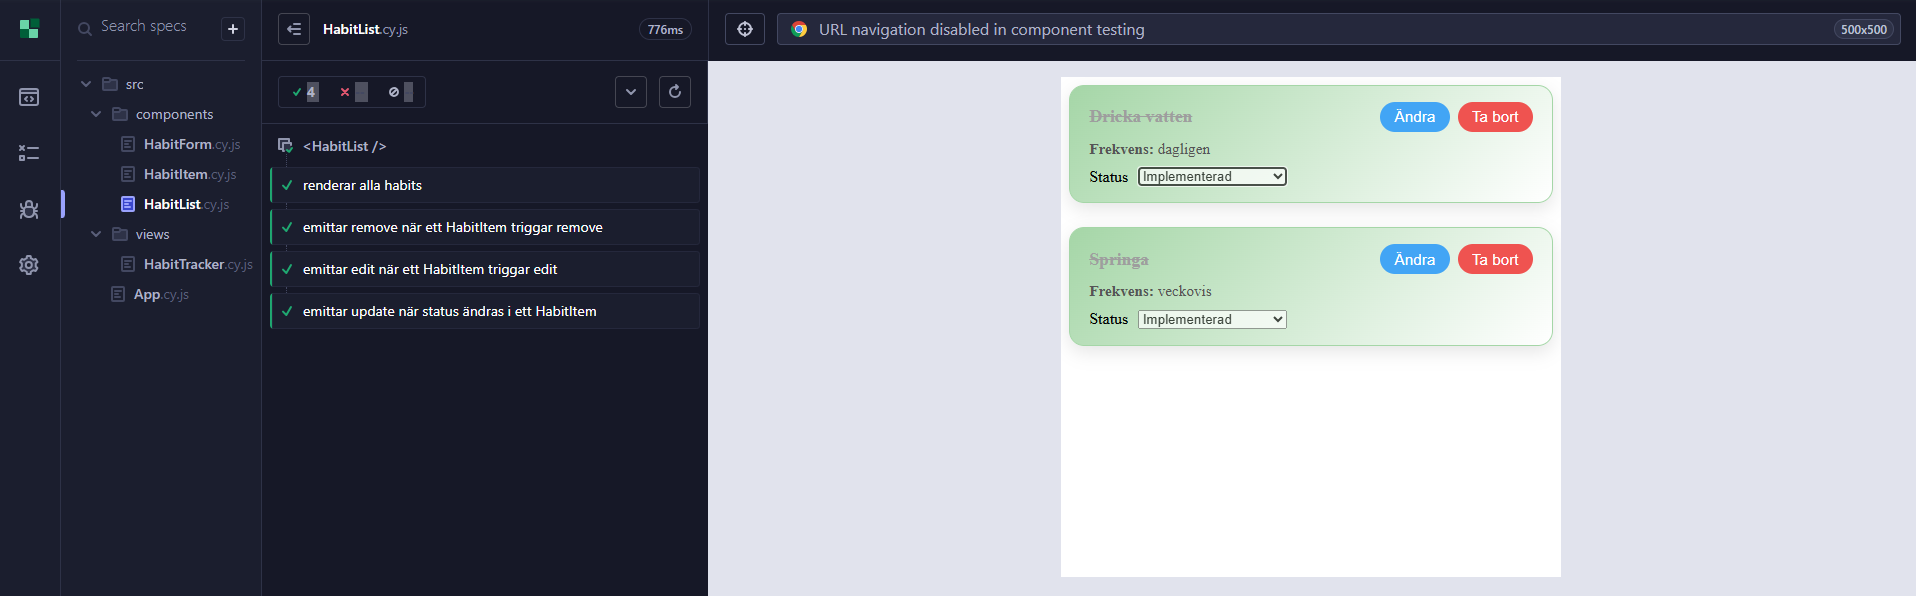 Search specs
+
src
components
HabitForm.cy.js
HabitItem.cy.js
HabitList.cy.js
views
HabitTracker.cy.js
App.cy.js
HabitList.cy.js
776ms
4
<HabitList />
renderar alla habits
emittar remove när ett HabitItem triggar remove
emittar edit när ett HabitItem triggar edit
emittar update när status ändras i ett HabitItem
URL navigation disabled in component testing
500x500
Dricka vatten
Ändra
Ta bort
Frekvens: dagligen
Status
Implementerad
Springa
Ändra
Ta bort
Frekvens: veckovis
Status
Implementerad